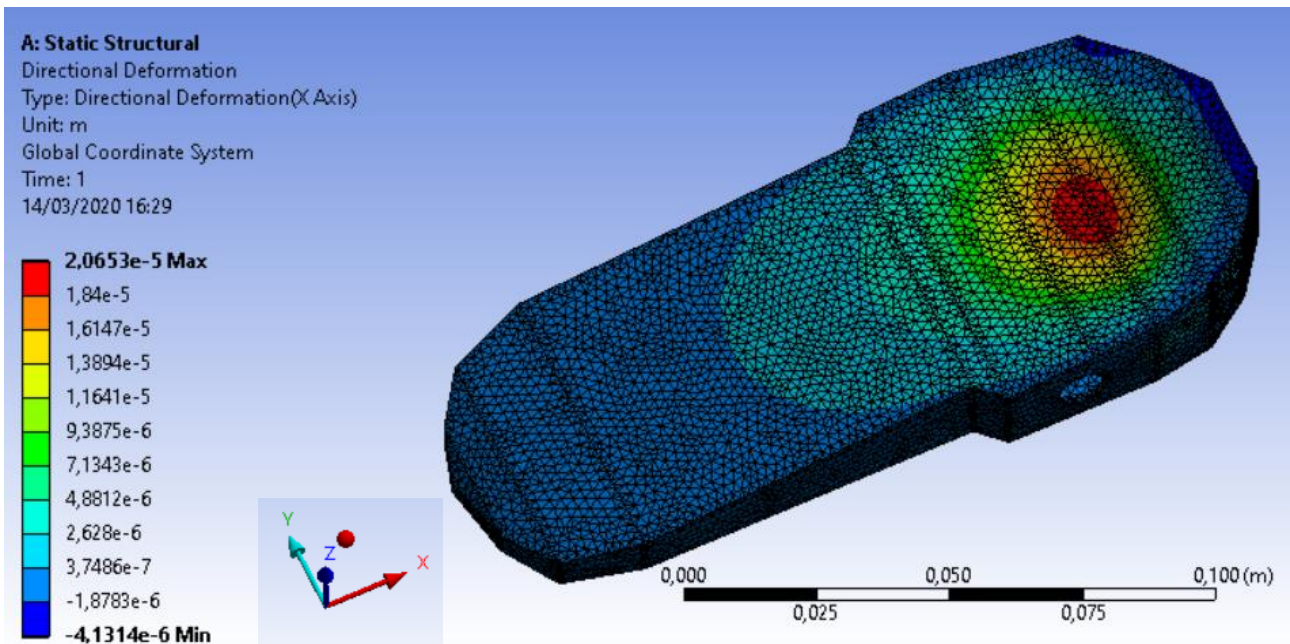 A: Static Structural
Directional Deformation
Type: Directional Deformation(X Axis)
Unit: m
Global Coordinate System
Time: 1
14/03/2020 16:29
2,0653e-5 Max
1,84e-5
1,6147e-5
1,3894e-5
1,1641e-5
9,3875e-6
7,1343e-6
4,8812e-6
2,628e-6
3,7486e-7
-1,8783e-6
-4,1314e-6 Min
Y
Z
X
0,000 0,050 0,100 (m)
0,025 0,075